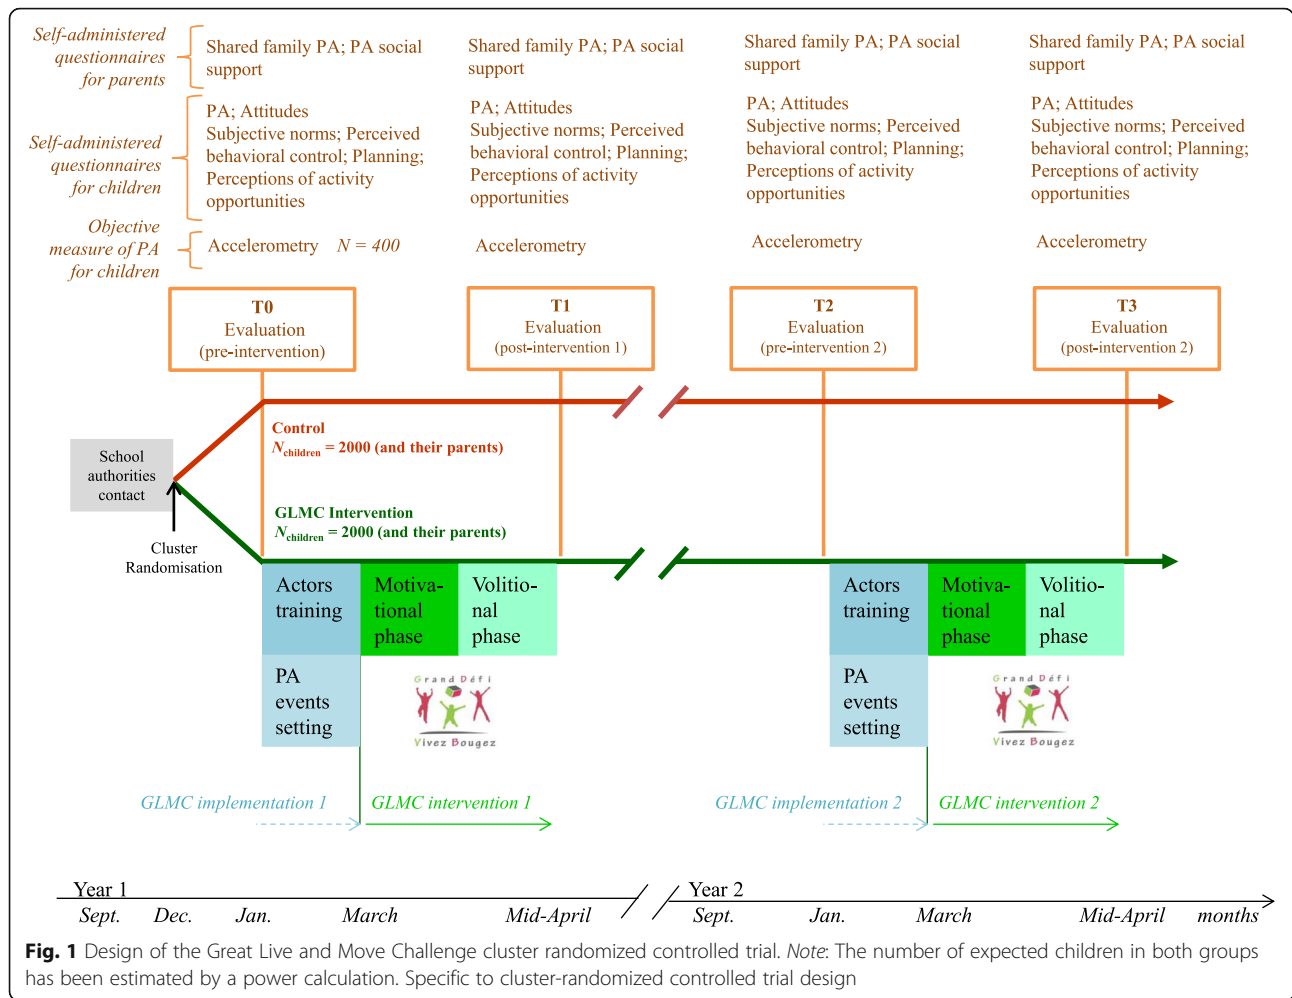 Self-administered
questionnaires
for parents
Shared family PA; PA social
support
Shared family PA; PA social
support
Shared family PA; PA social
support
Shared family PA; PA social
support
Self-administered
questionnaires
for children
PA; Attitudes
Subjective norms; Perceived
behavioral control; Planning;
Perceptions of activity
opportunities
PA; Attitudes
Subjective norms; Perceived
behavioral control; Planning;
Perceptions of activity
opportunities
PA; Attitudes
Subjective norms; Perceived
behavioral control; Planning;
Perceptions of activity
opportunities
PA; Attitudes
Subjective norms; Perceived
behavioral control; Planning;
Perceptions of activity
opportunities
Objective
measure of PA
for children
Accelerometry N = 400
Accelerometry
Accelerometry
Accelerometry
T0
Evaluation
(pre-intervention)
T1
Evaluation
(post-intervention 1)
T2
Evaluation
(pre-intervention 2)
T3
Evaluation
(post-intervention 2)
School
authorities
contact
Control
Nchildren = 2000 (and their parents)
GLMC Intervention
Nchildren = 2000 (and their parents)
Cluster
Randomisation
Actors
training
Motiva-
tional
phase
Volitio-
nal
phase
Actors
training
Motiva-
tional
phase
Volitio-
nal
phase
PA
events
setting
Grand Défi
Vivez Bougez
PA
events
setting
Grand Défi
Vivez Bougez
GLMC implementation 1
GLMC intervention 1
GLMC implementation 2
GLMC intervention 2
Year 1
Year 2
Sept. Dec. Jan. March Mid-April Sept. Jan. March Mid-April months
Fig. 1 Design of the Great Live and Move Challenge cluster randomized controlled trial. Note: The number of expected children in both groups
has been estimated by a power calculation. Specific to cluster-randomized controlled trial design